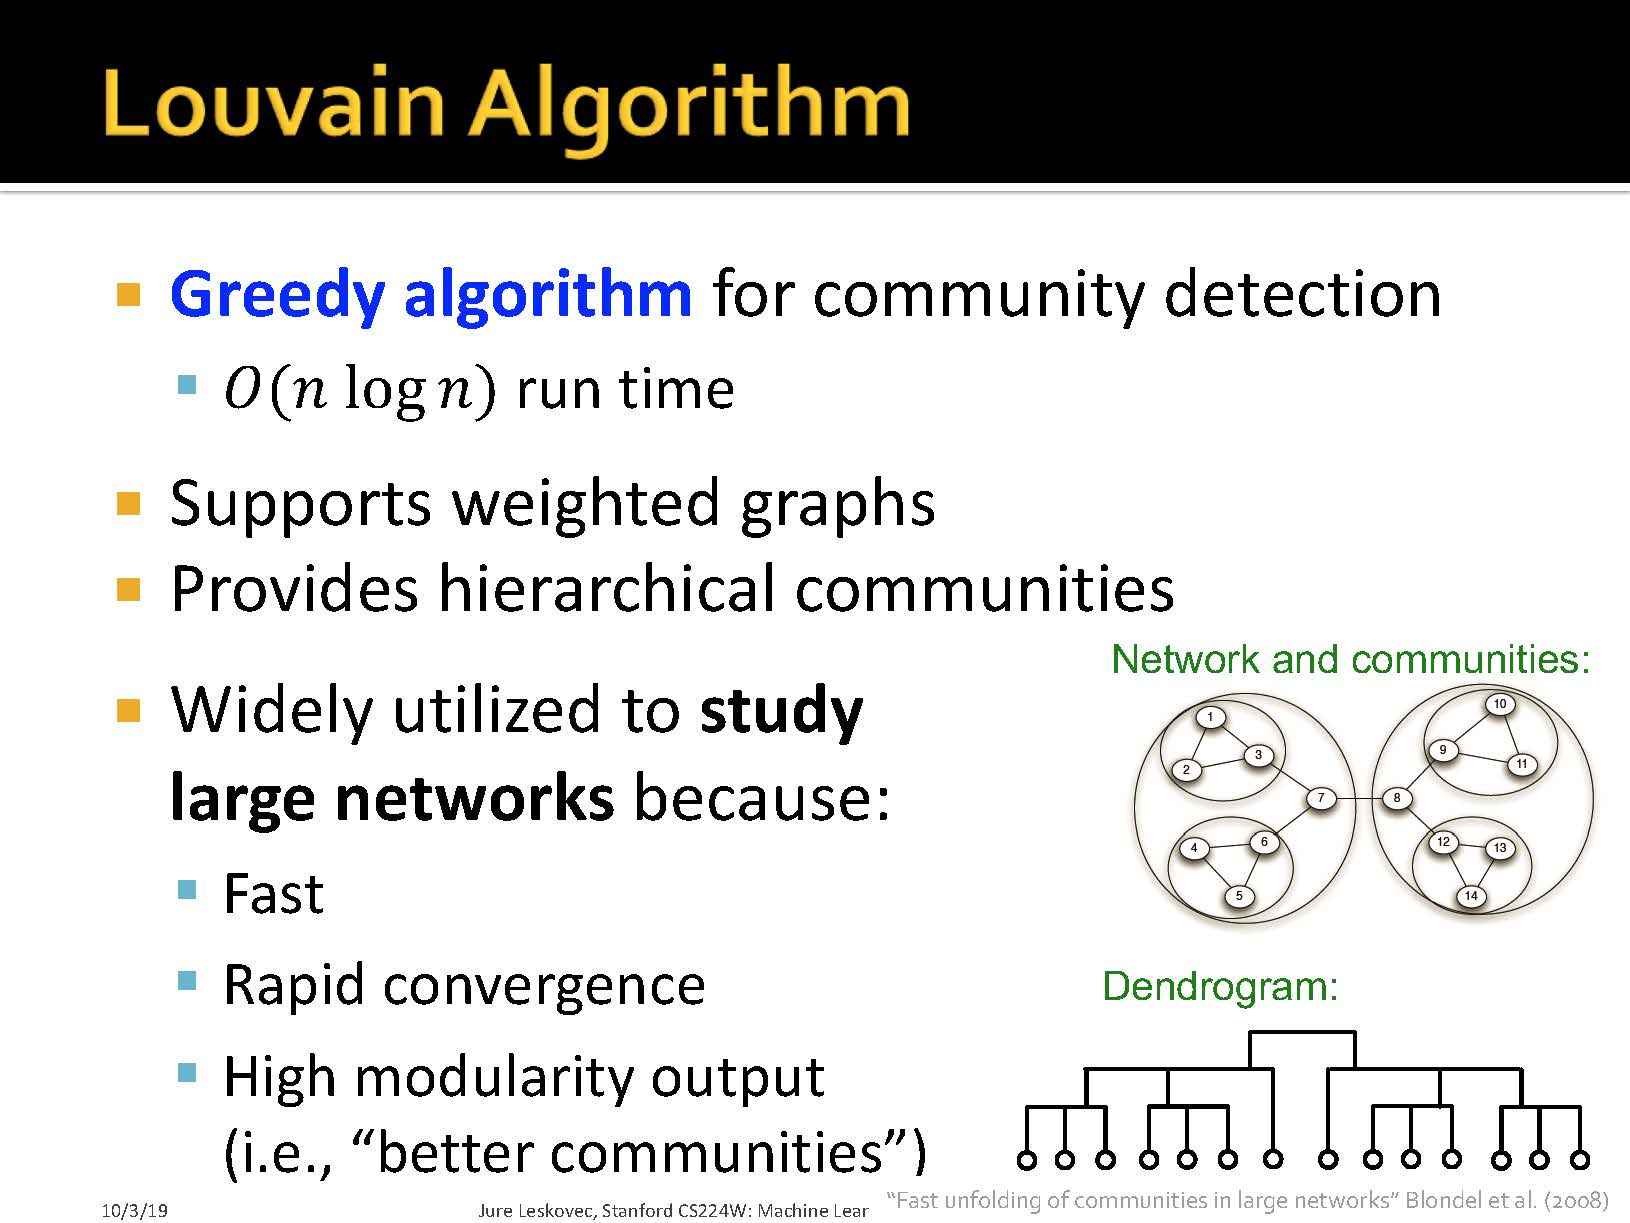 Louvain Algorithm
Greedy algorithm for community detection
O(n log n) run time
Supports weighted graphs
Provides hierarchical communities
Widely utilized to study
large networks because:
Fast
Rapid convergence
High modularity output
(i.e., “better communities”)
Network and communities:
1
2
3
4
5
6
7
8
9
10
11
12
13
14
Dendrogram:
10/3/19
Jure Leskovec, Stanford CS224W: Machine Lear
“Fast unfolding of communities in large networks” Blondel et al. (2008)